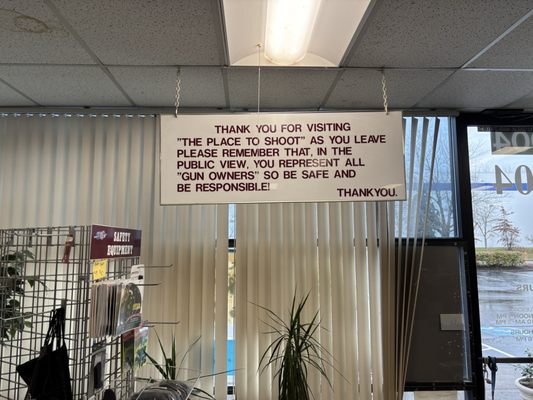 THANK YOU FOR VISITING
"THE PLACE TO SHOOT" AS YOU LEAVE
PLEASE REMEMBER THAT, IN THE
PUBLIC VIEW, YOU REPRESENT ALL
"GUN OWNERS" SO BE SAFE AND
BE RESPONSIBLE!
THANKYOU.
SAFETY
EQUIPMENT